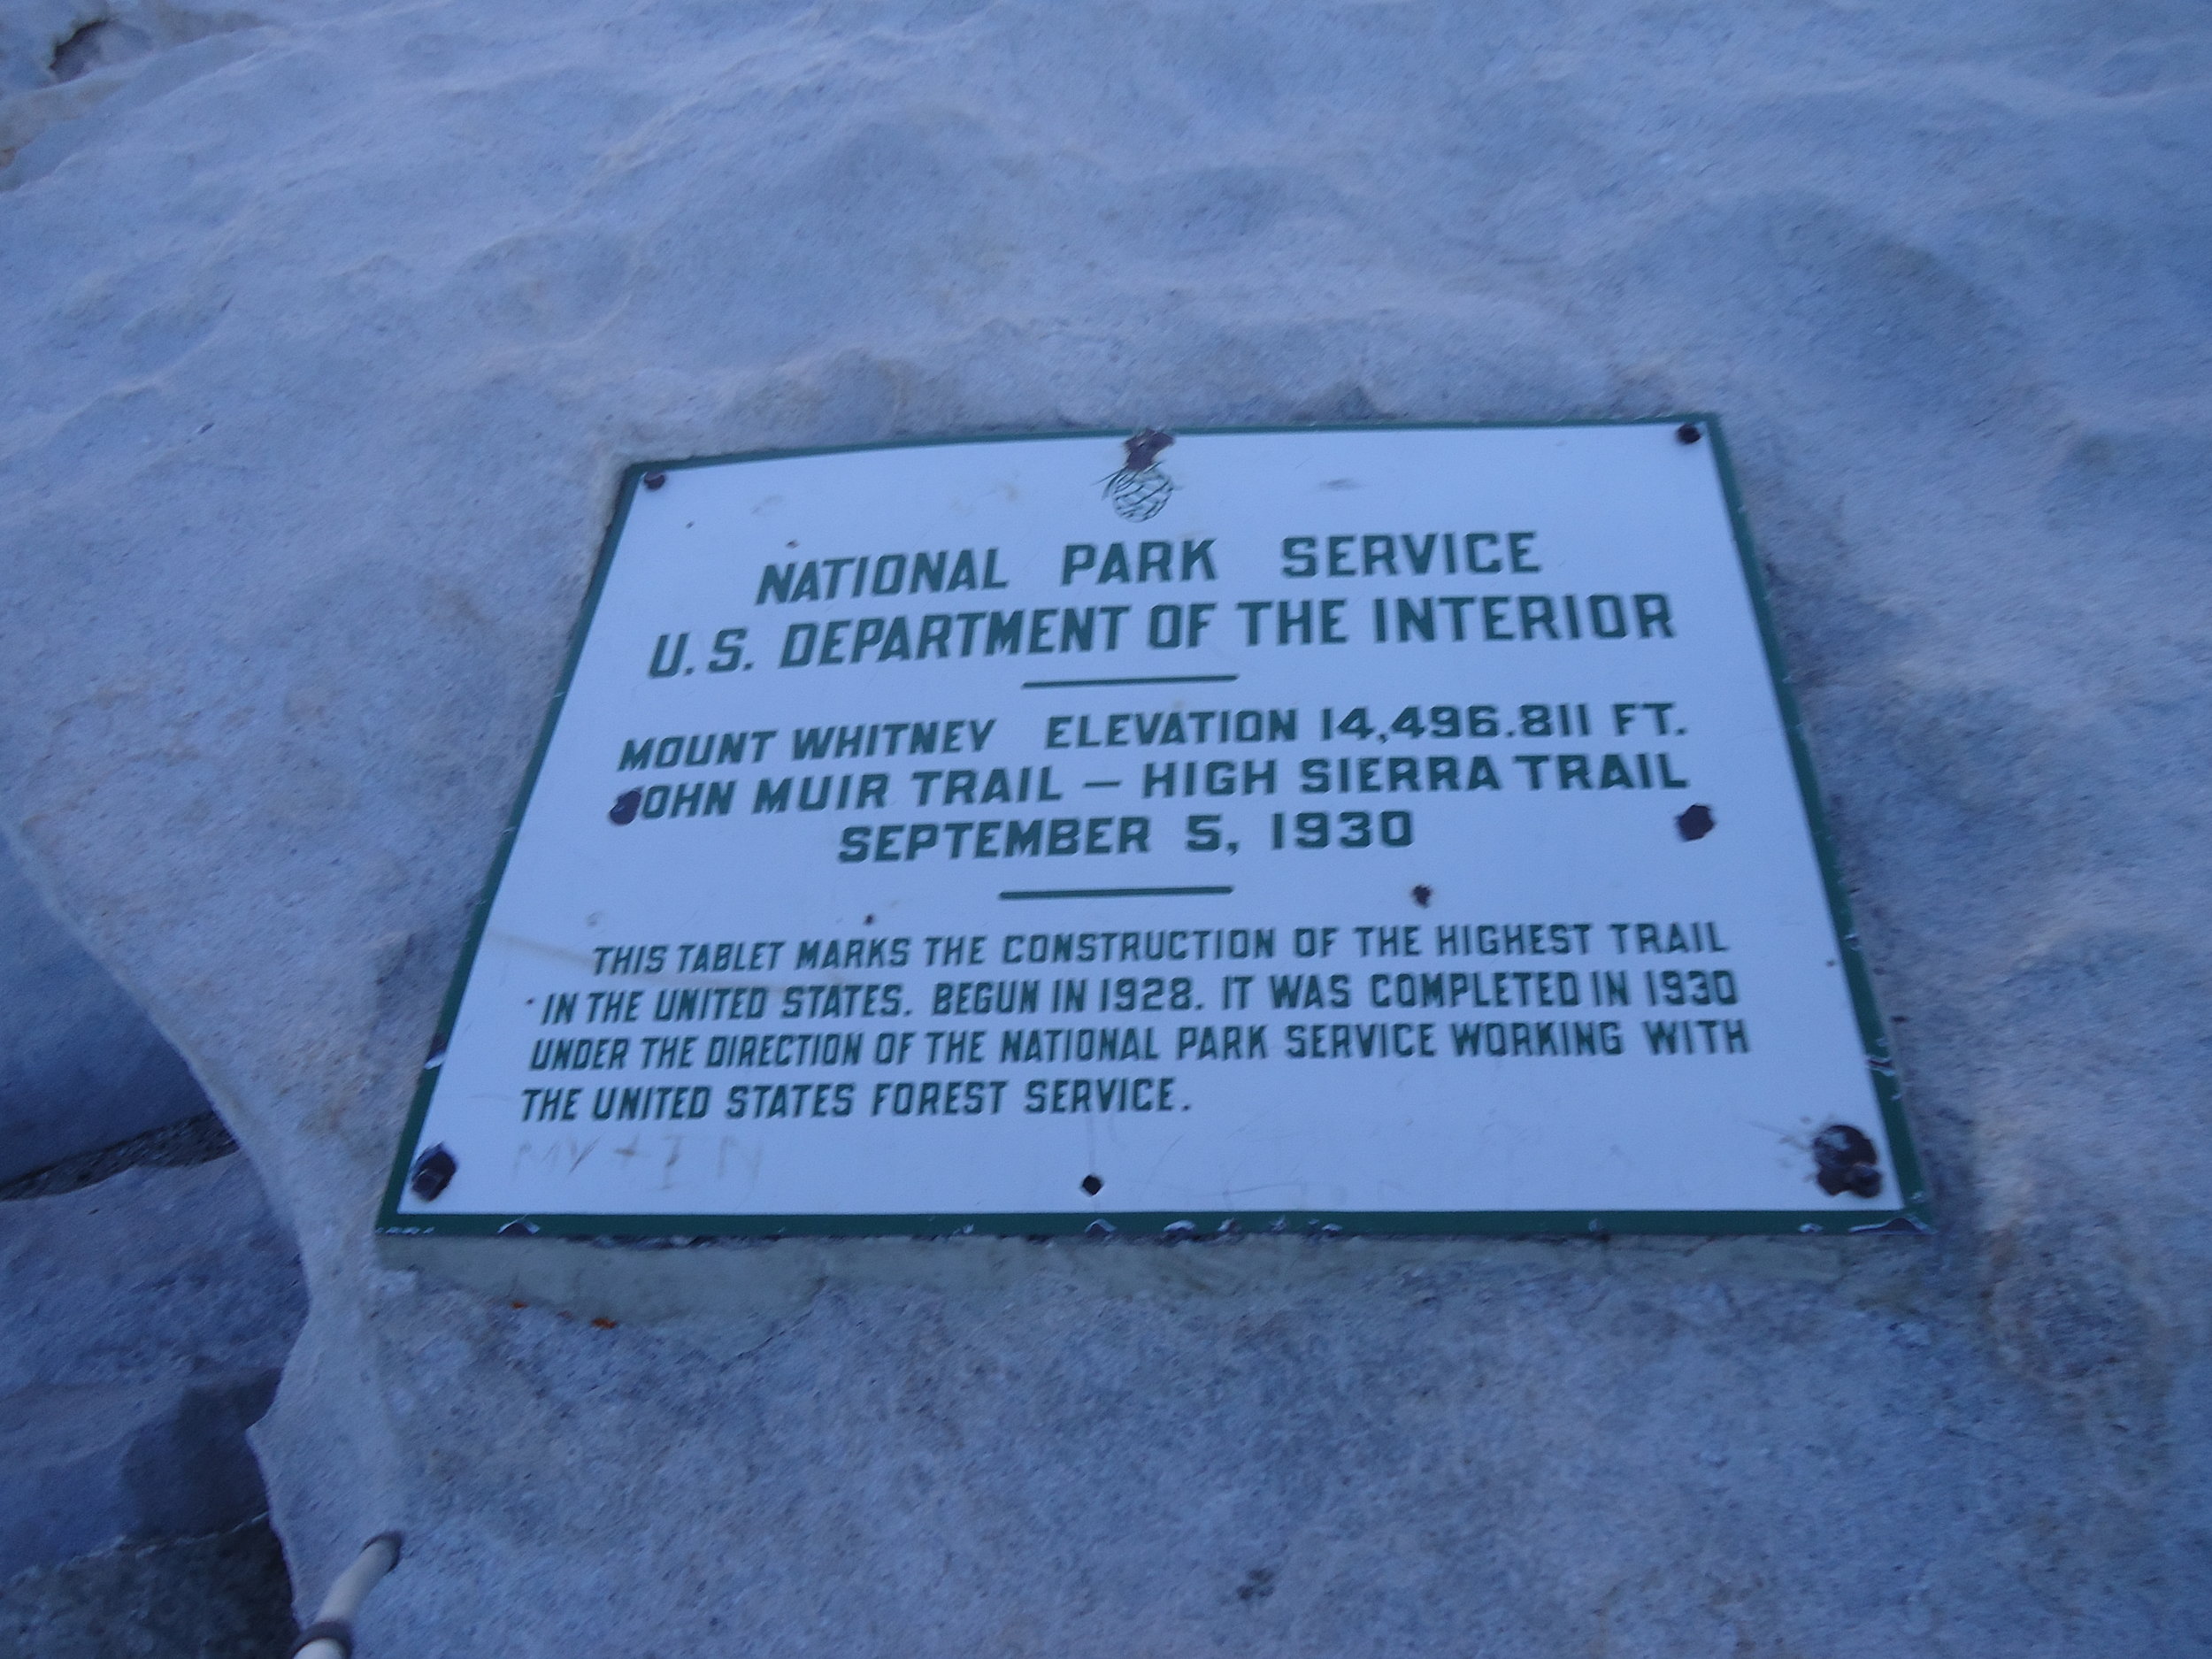 NATIONAL PARK SERVICE
U.S. DEPARTMENT OF THE INTERIOR
MOUNT WHITNEY ELEVATION 14,496.811 FT.
JOHN MUIR TRAIL — HIGH SIERRA TRAIL
SEPTEMBER 5, 1930
THIS TABLET MARKS THE CONSTRUCTION OF THE HIGHEST TRAIL
IN THE UNITED STATES. BEGUN IN 1928. IT WAS COMPLETED IN 1930
UNDER THE DIRECTION OF THE NATIONAL PARK SERVICE WORKING WITH
THE UNITED STATES FOREST SERVICE.